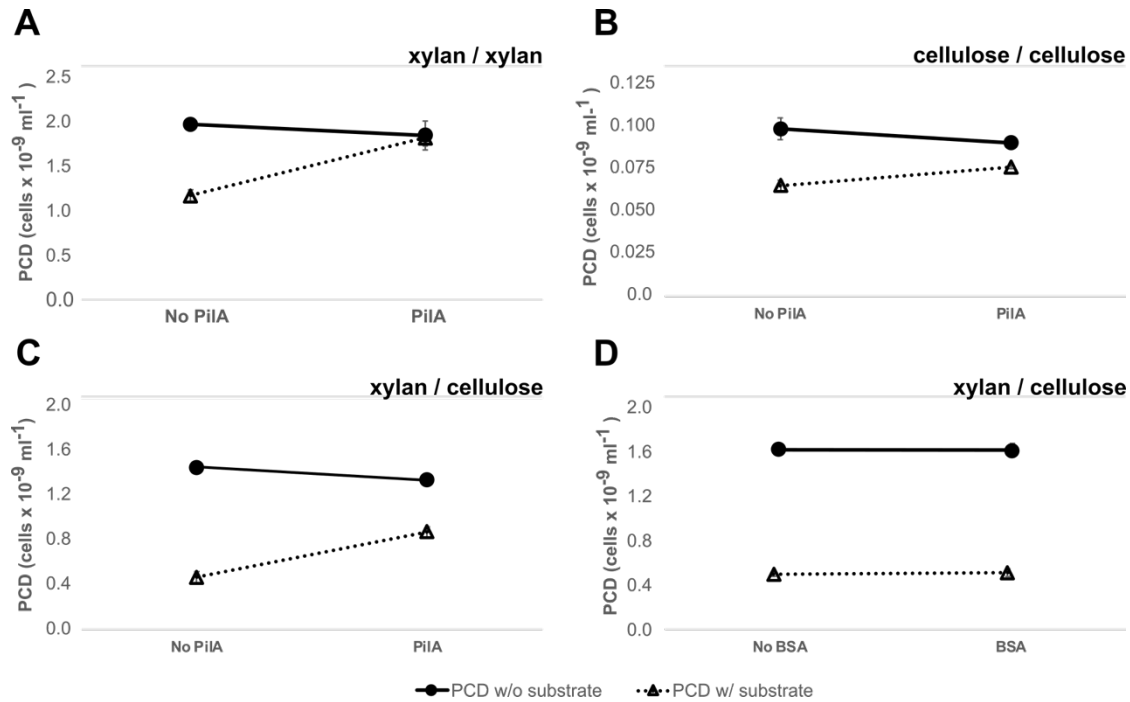 A
xylan / xylan
PCD (cells x 10-9 ml-1 )
2.5
2.0
1.5
1.0
0.5
0.0
No PilA PilA
B
cellulose / cellulose
PCD (cells x 10-9 ml-1 )
0.125
0.100
0.075
0.050
0.025
0.0
No PilA PilA
C
xylan / cellulose
PCD (cells x 10-9 ml-1)
2.0
1.6
1.2
0.8
0.4
0.0
No PilA PilA
D
xylan / cellulose
PCD (cells x 10-9 ml-1)
2.0
1.6
1.2
0.8
0.4
0.0
No BSA BSA
PCD w/o substrate PCD w/ substrate